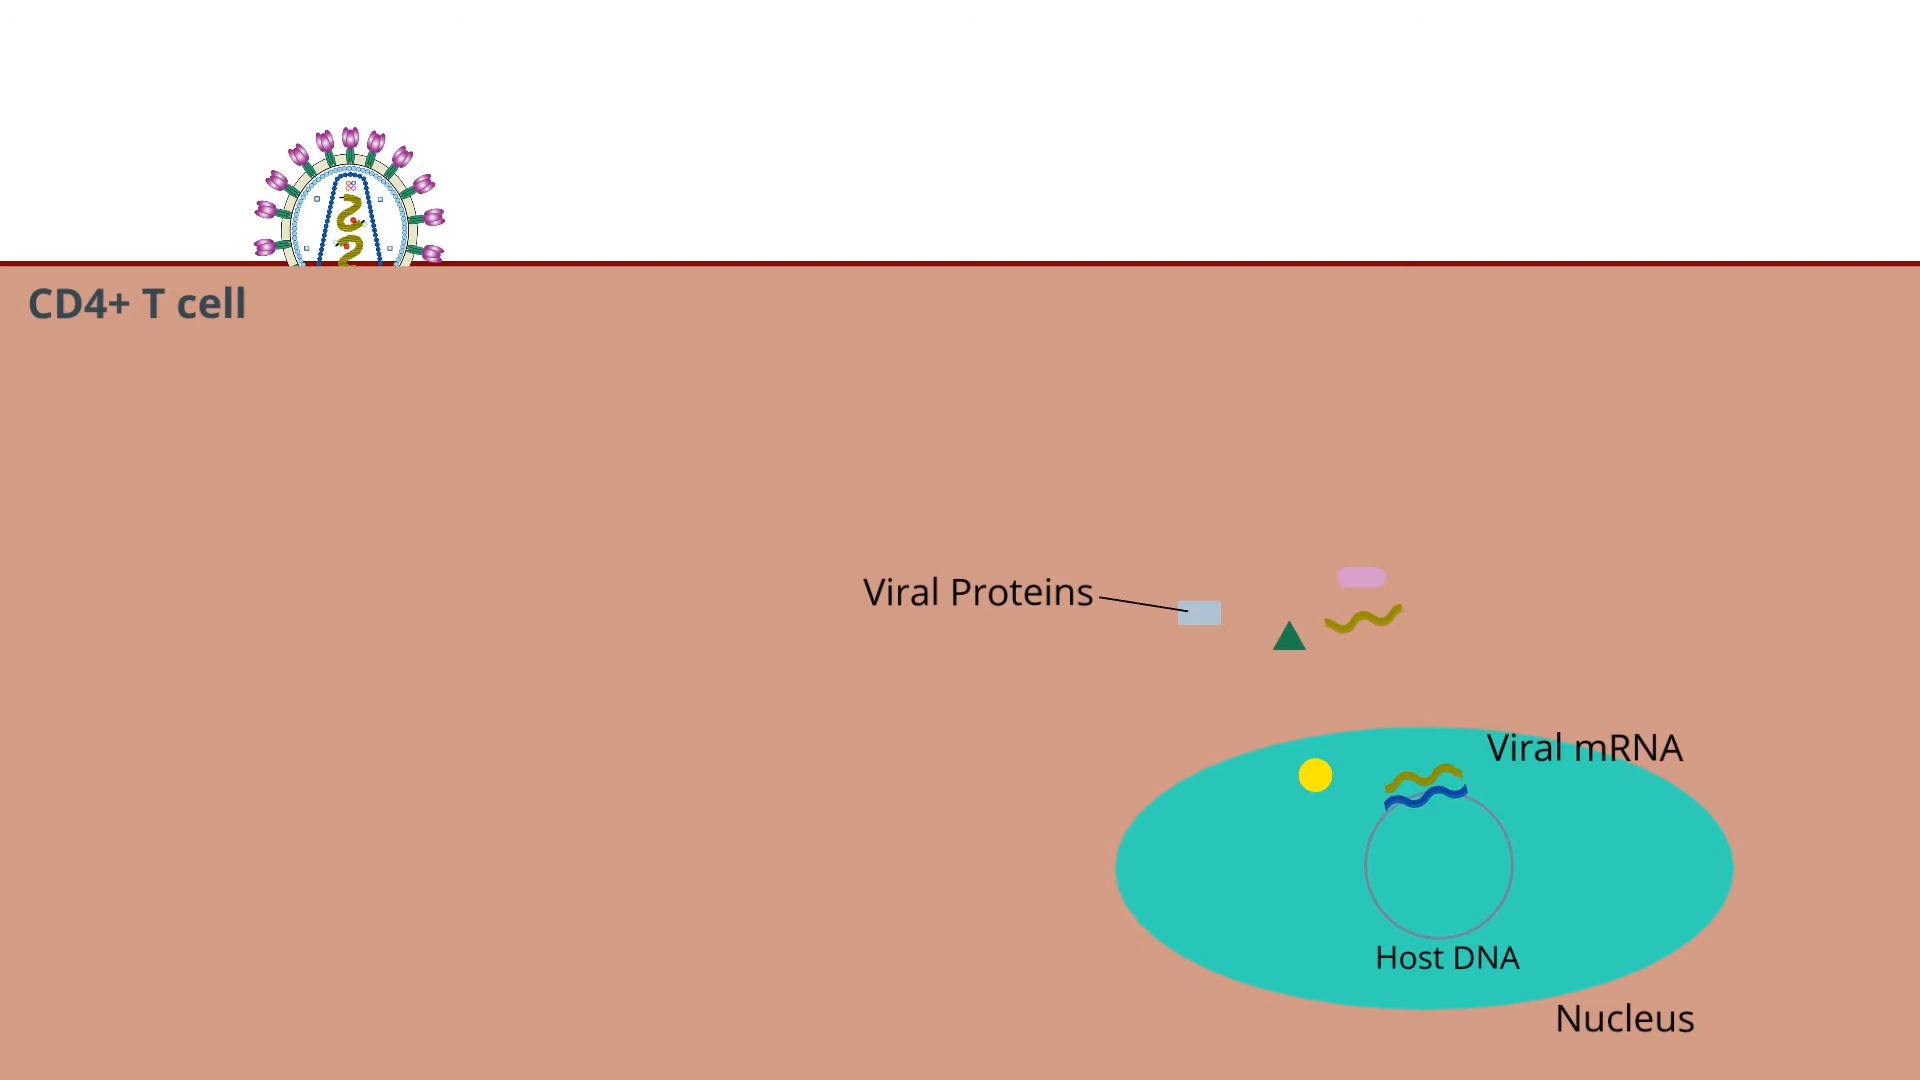 CD4+ T cell
Viral Proteins
Viral mRNA
Host DNA
Nucleus